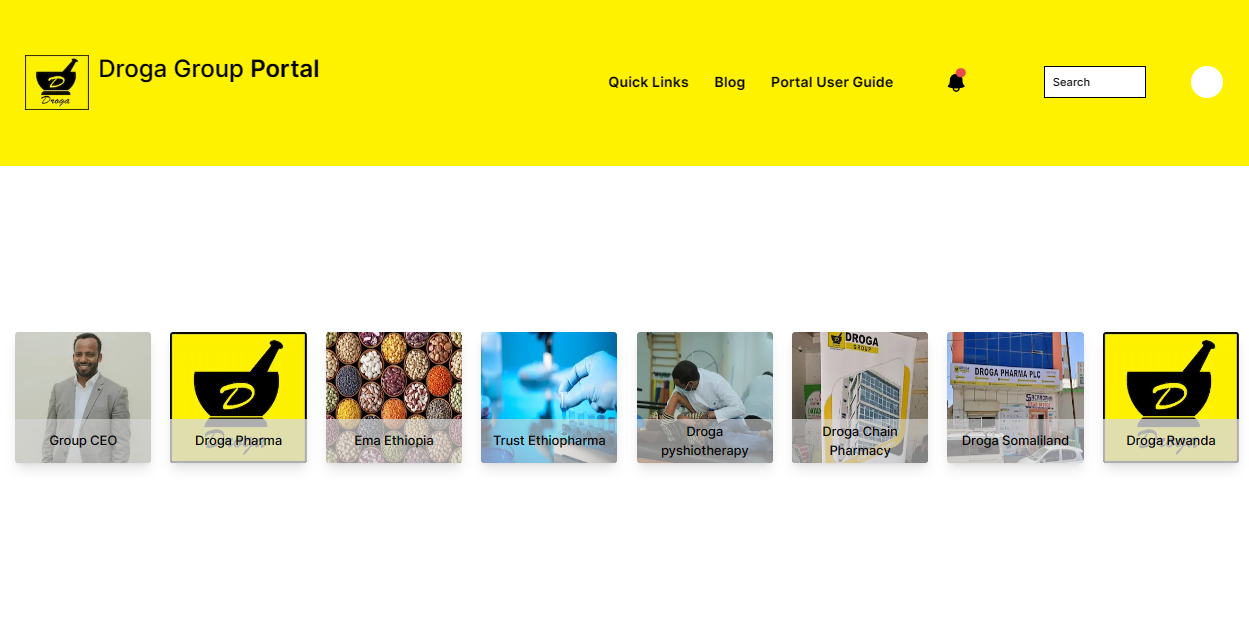 Droga Group Portal
D
Droga
Quick Links
Blog
Portal User Guide
Search
Group CEO
D
Droga Pharma
Ema Ethiopia
Trust Ethiopharma
Droga
pyshiotherapy
DROGA
GROUP
Droga Chain
Pharmacy
DROGA PHARMA PLC
Droga Somaliland
D
Droga Rwanda